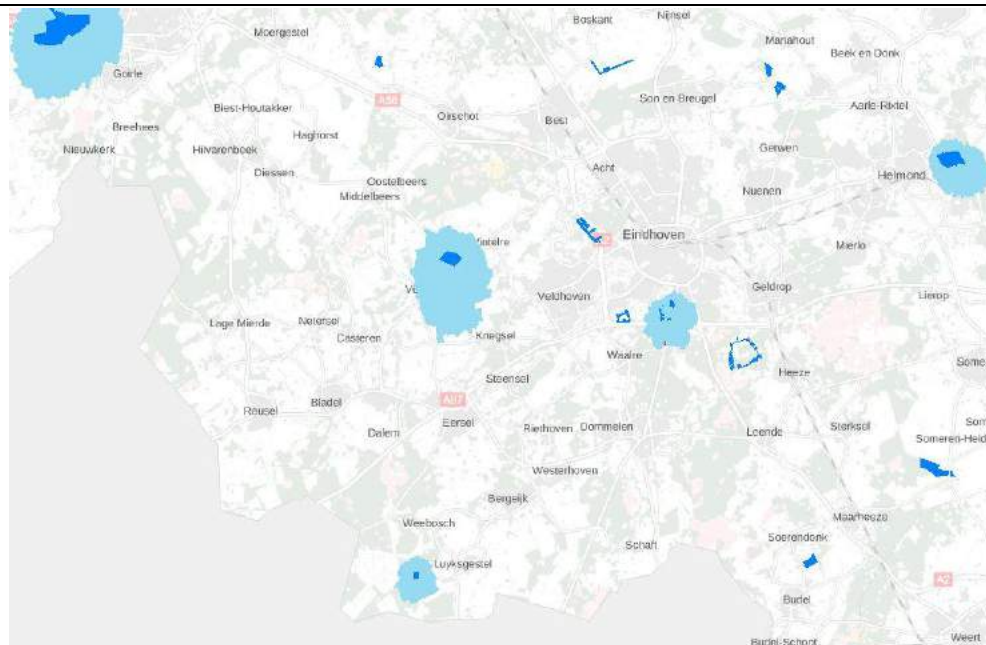 Boskant
Nijnsel
Moergestel
Mariahout
Beek en Donk
Goirle
A58
Son en Breugel
Biest-Houtakker
Aarle-Rixtel
Oirschot
Best
Breehees
Haghorst
Nieuwkerk
Hilvarenbeek
Gerwen
Acht
Diessen
Helmond
Oostelbeers
Middelbeers
Nuenen
Eindhoven
Mierlo
Geldrop
Veldhoven
Lierop
Lage Mierde
Netersel
Casteren
Knegsel
Waalre
Heeze
Steensel
Bladel
Reusel
A67
Eersel
Dalem
Riethoven
Dommelen
Leende
Sterksel
Someren-Heid
Westerhoven
Bergeijk
Maarheeze
Weebosch
Soerendonk
Schaft
Luyksgestel
A2
Budel
Weert
Budel-Schoot